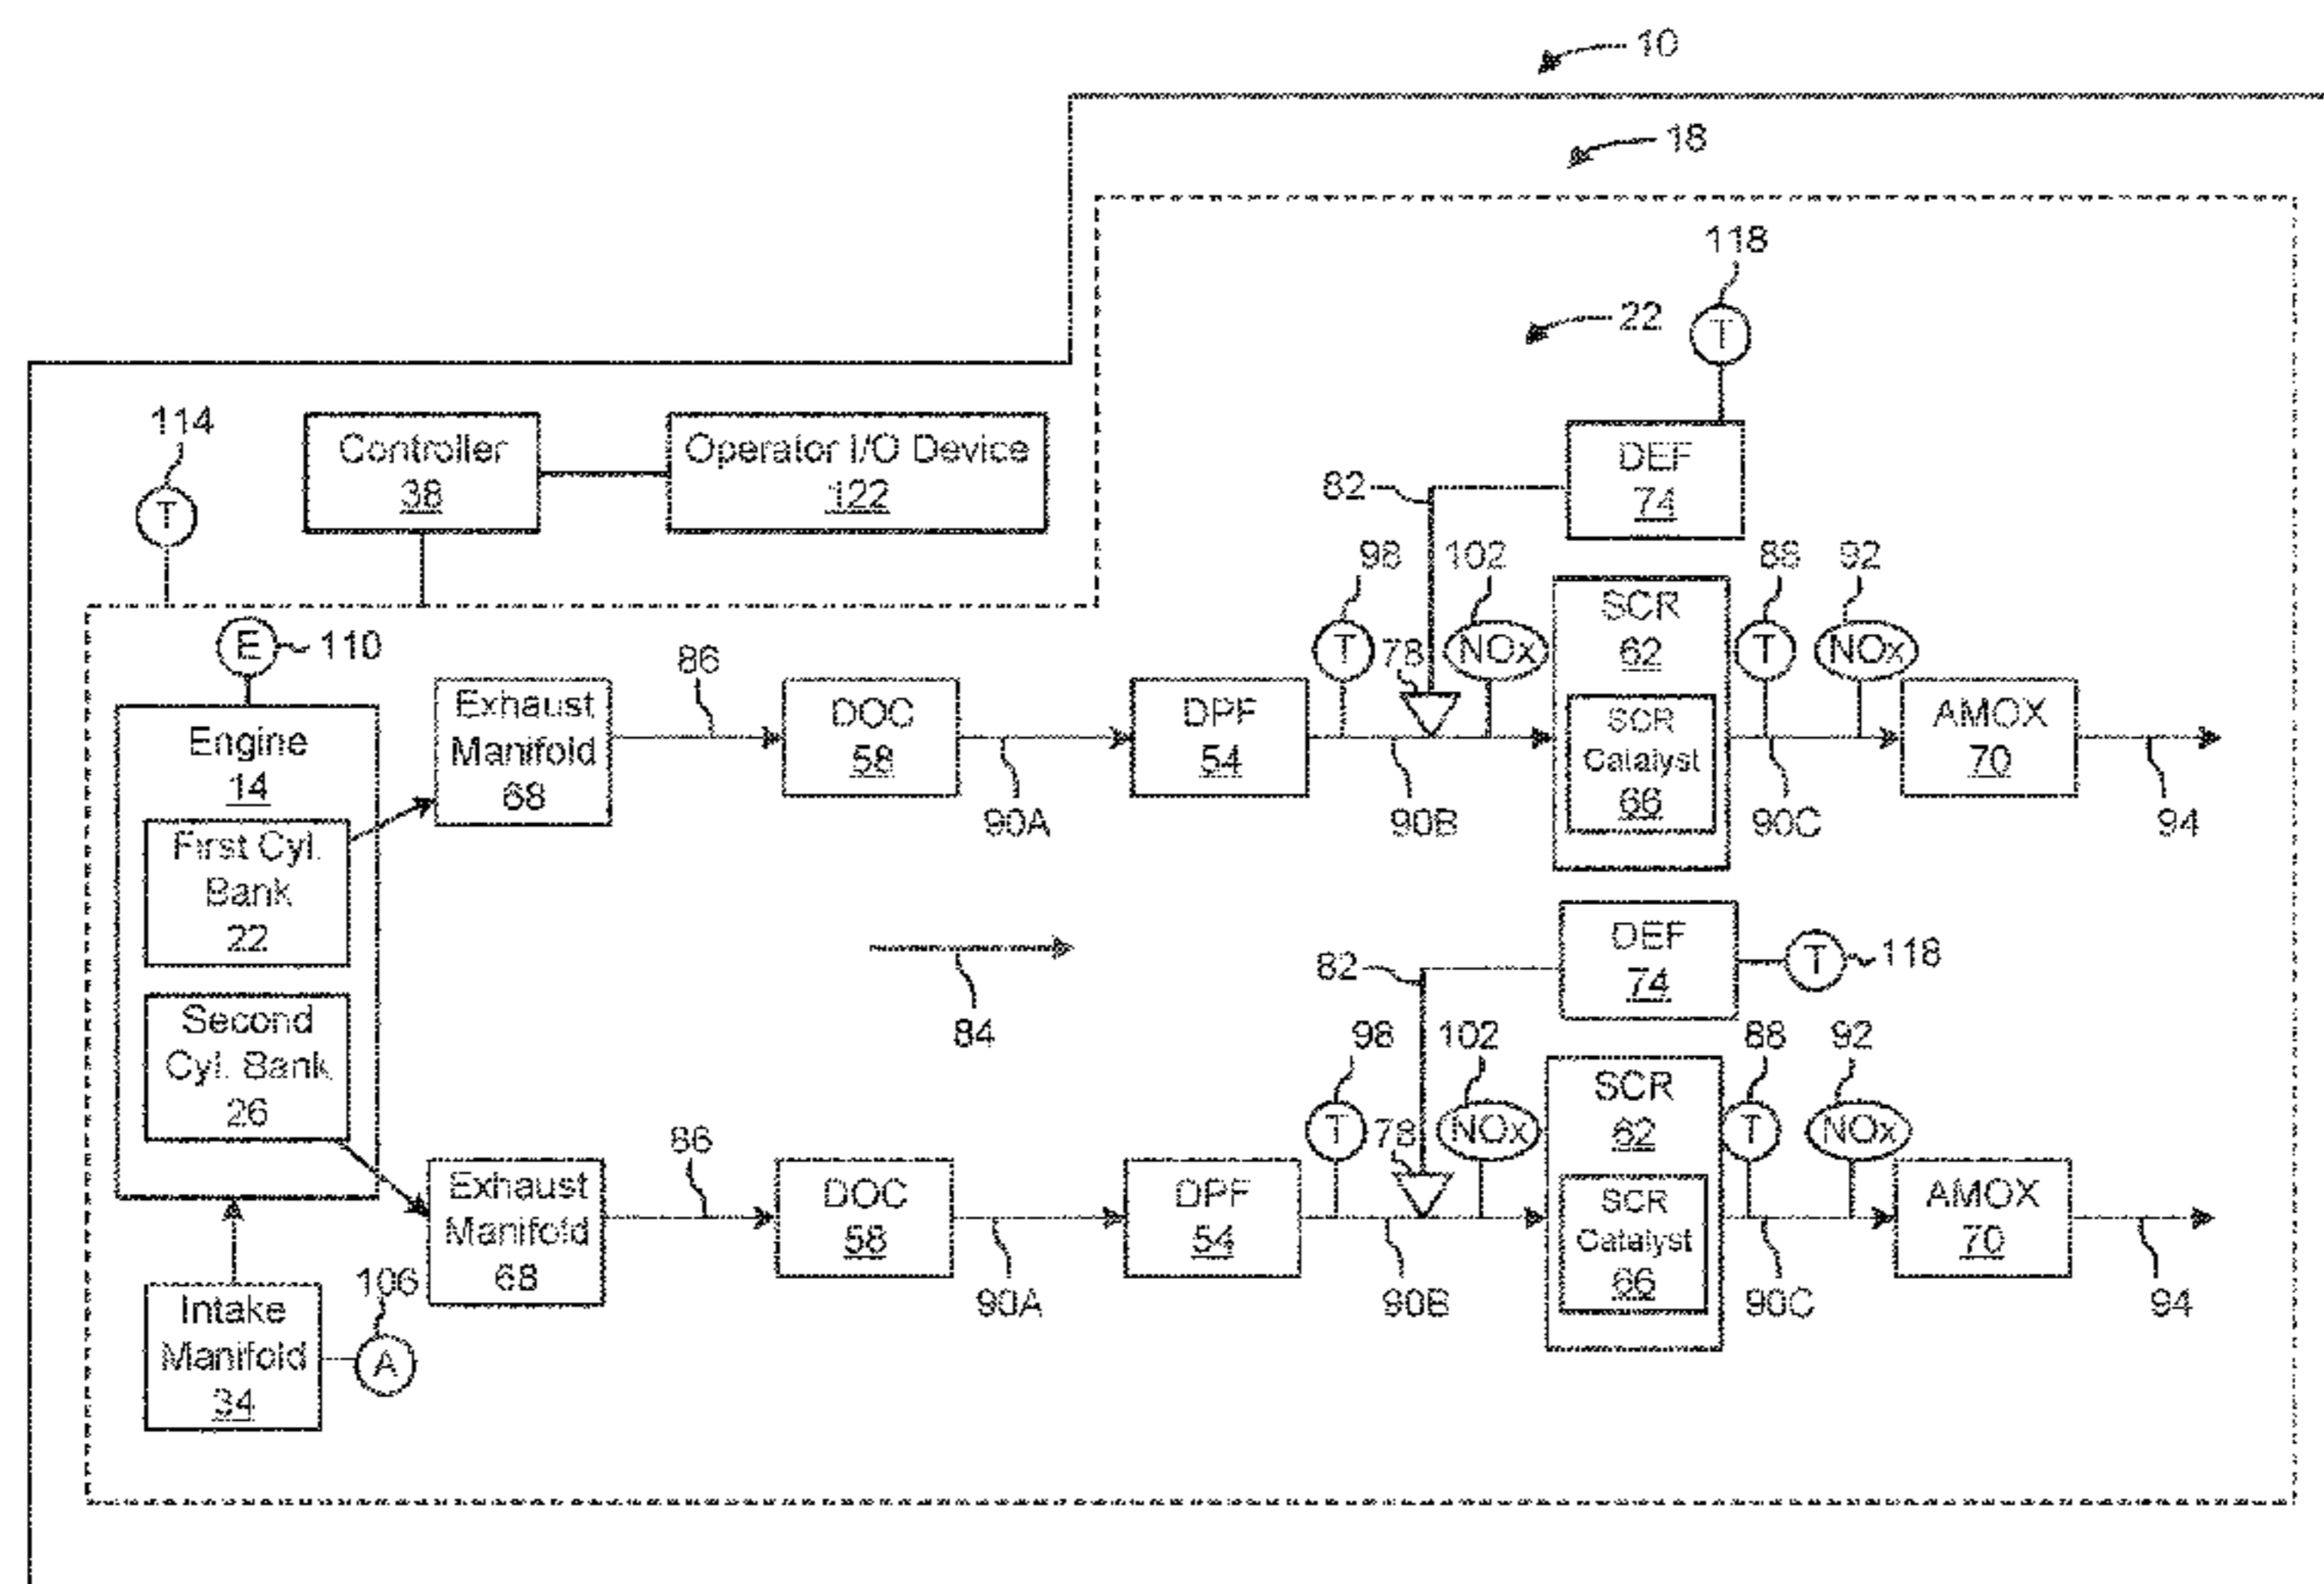 10
18
118
22
T
114
Controller
38
Operator I/O Device
122
DEF
74
82
T
98
102
88
92
E
110
86
Exhaust
Manifold
68
DOC
58
DPF
54
T
78
NOx
SCR
62
SCR
Catalyst
66
T
NOx
AMOX
70
Engine
14
First Cyl.
Bank
22
90A
90B
90C
94
DEF
74
T
118
82
84
Second
Cyl. Bank
26
98
102
88
92
86
Exhaust
Manifold
68
DOC
58
DPF
54
T
78
NOx
SCR
62
SCR
Catalyst
66
T
NOx
AMOX
70
106
Intake
Manifold
34
A
90A
90B
90C
94